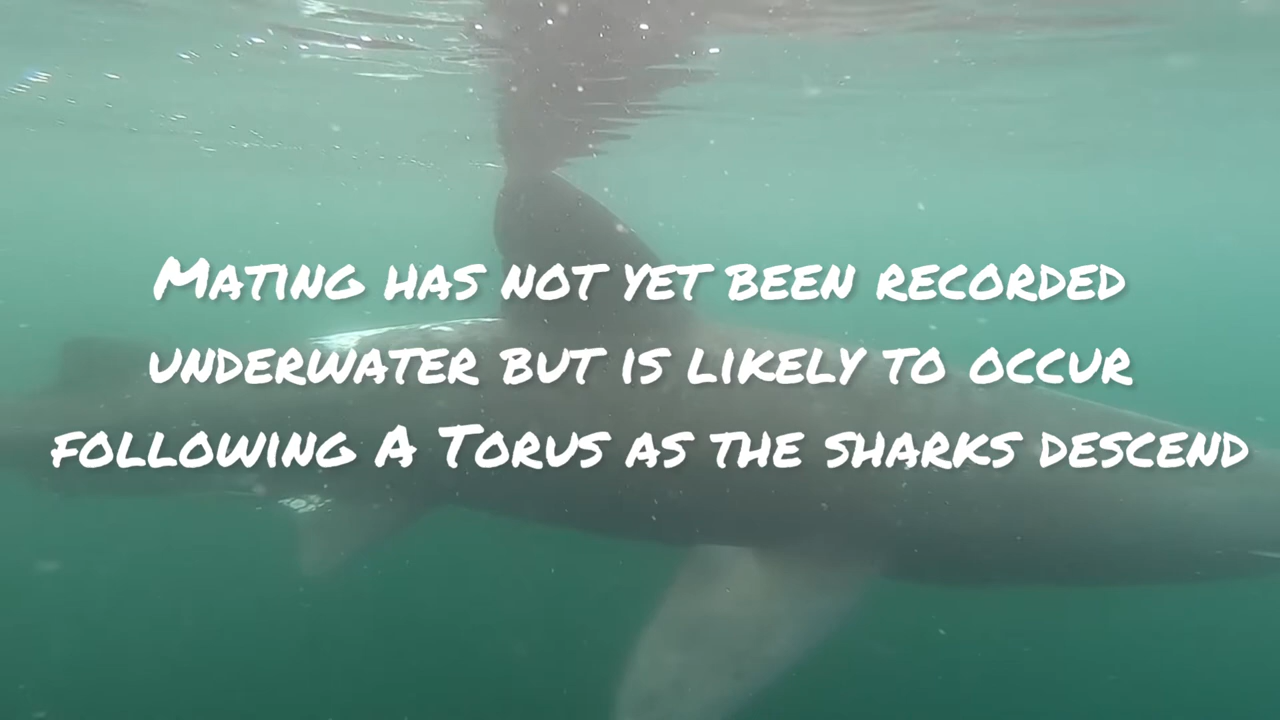 Mating has not yet been recorded
underwater but is likely to occur
following A Torus as the sharks descend